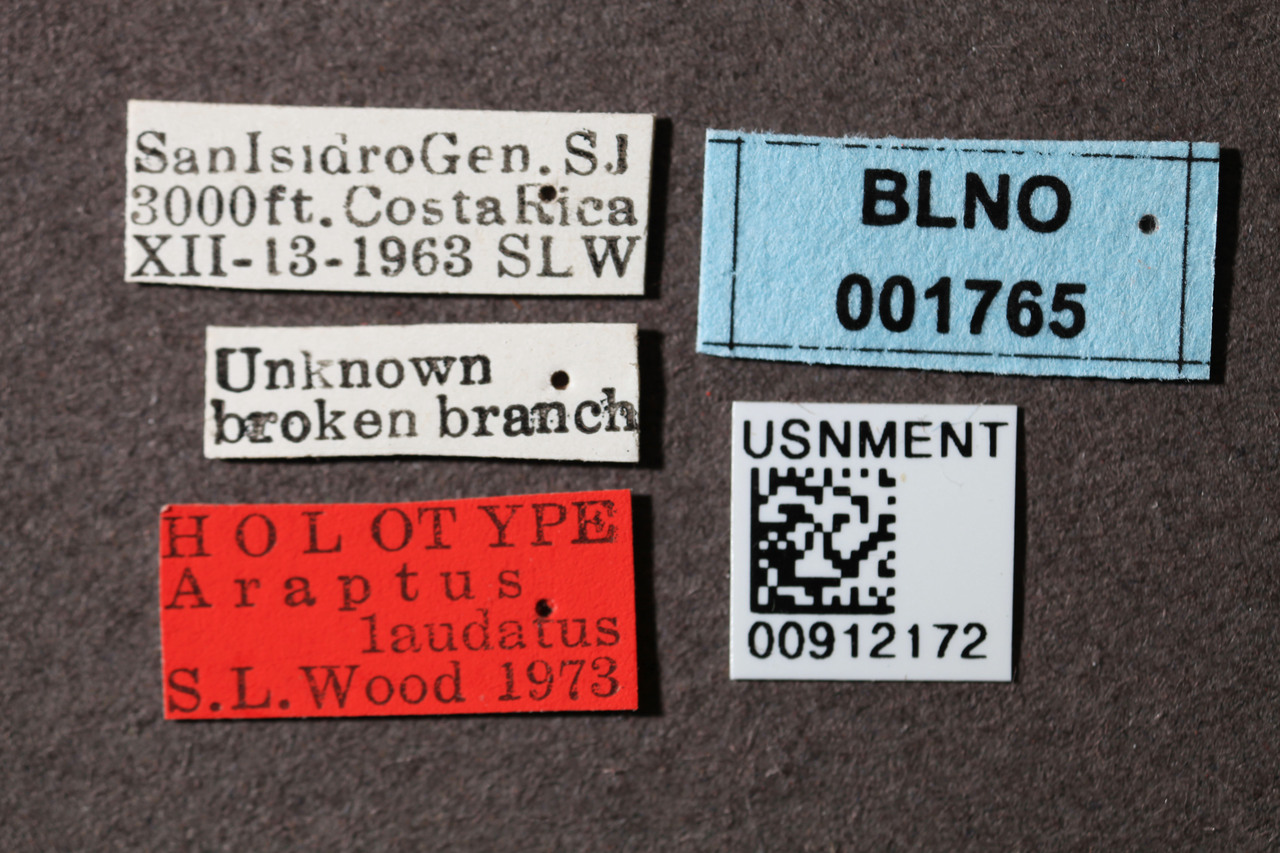 SanIsidroGen. SJ
3000ft. CostaRica
XII-13-1963 SLW
Unknown
broken branch
HOLOTYPE
Araptus
laudatus
S.L.Wood 1973
BLNO
001765
USNMENT
00912172